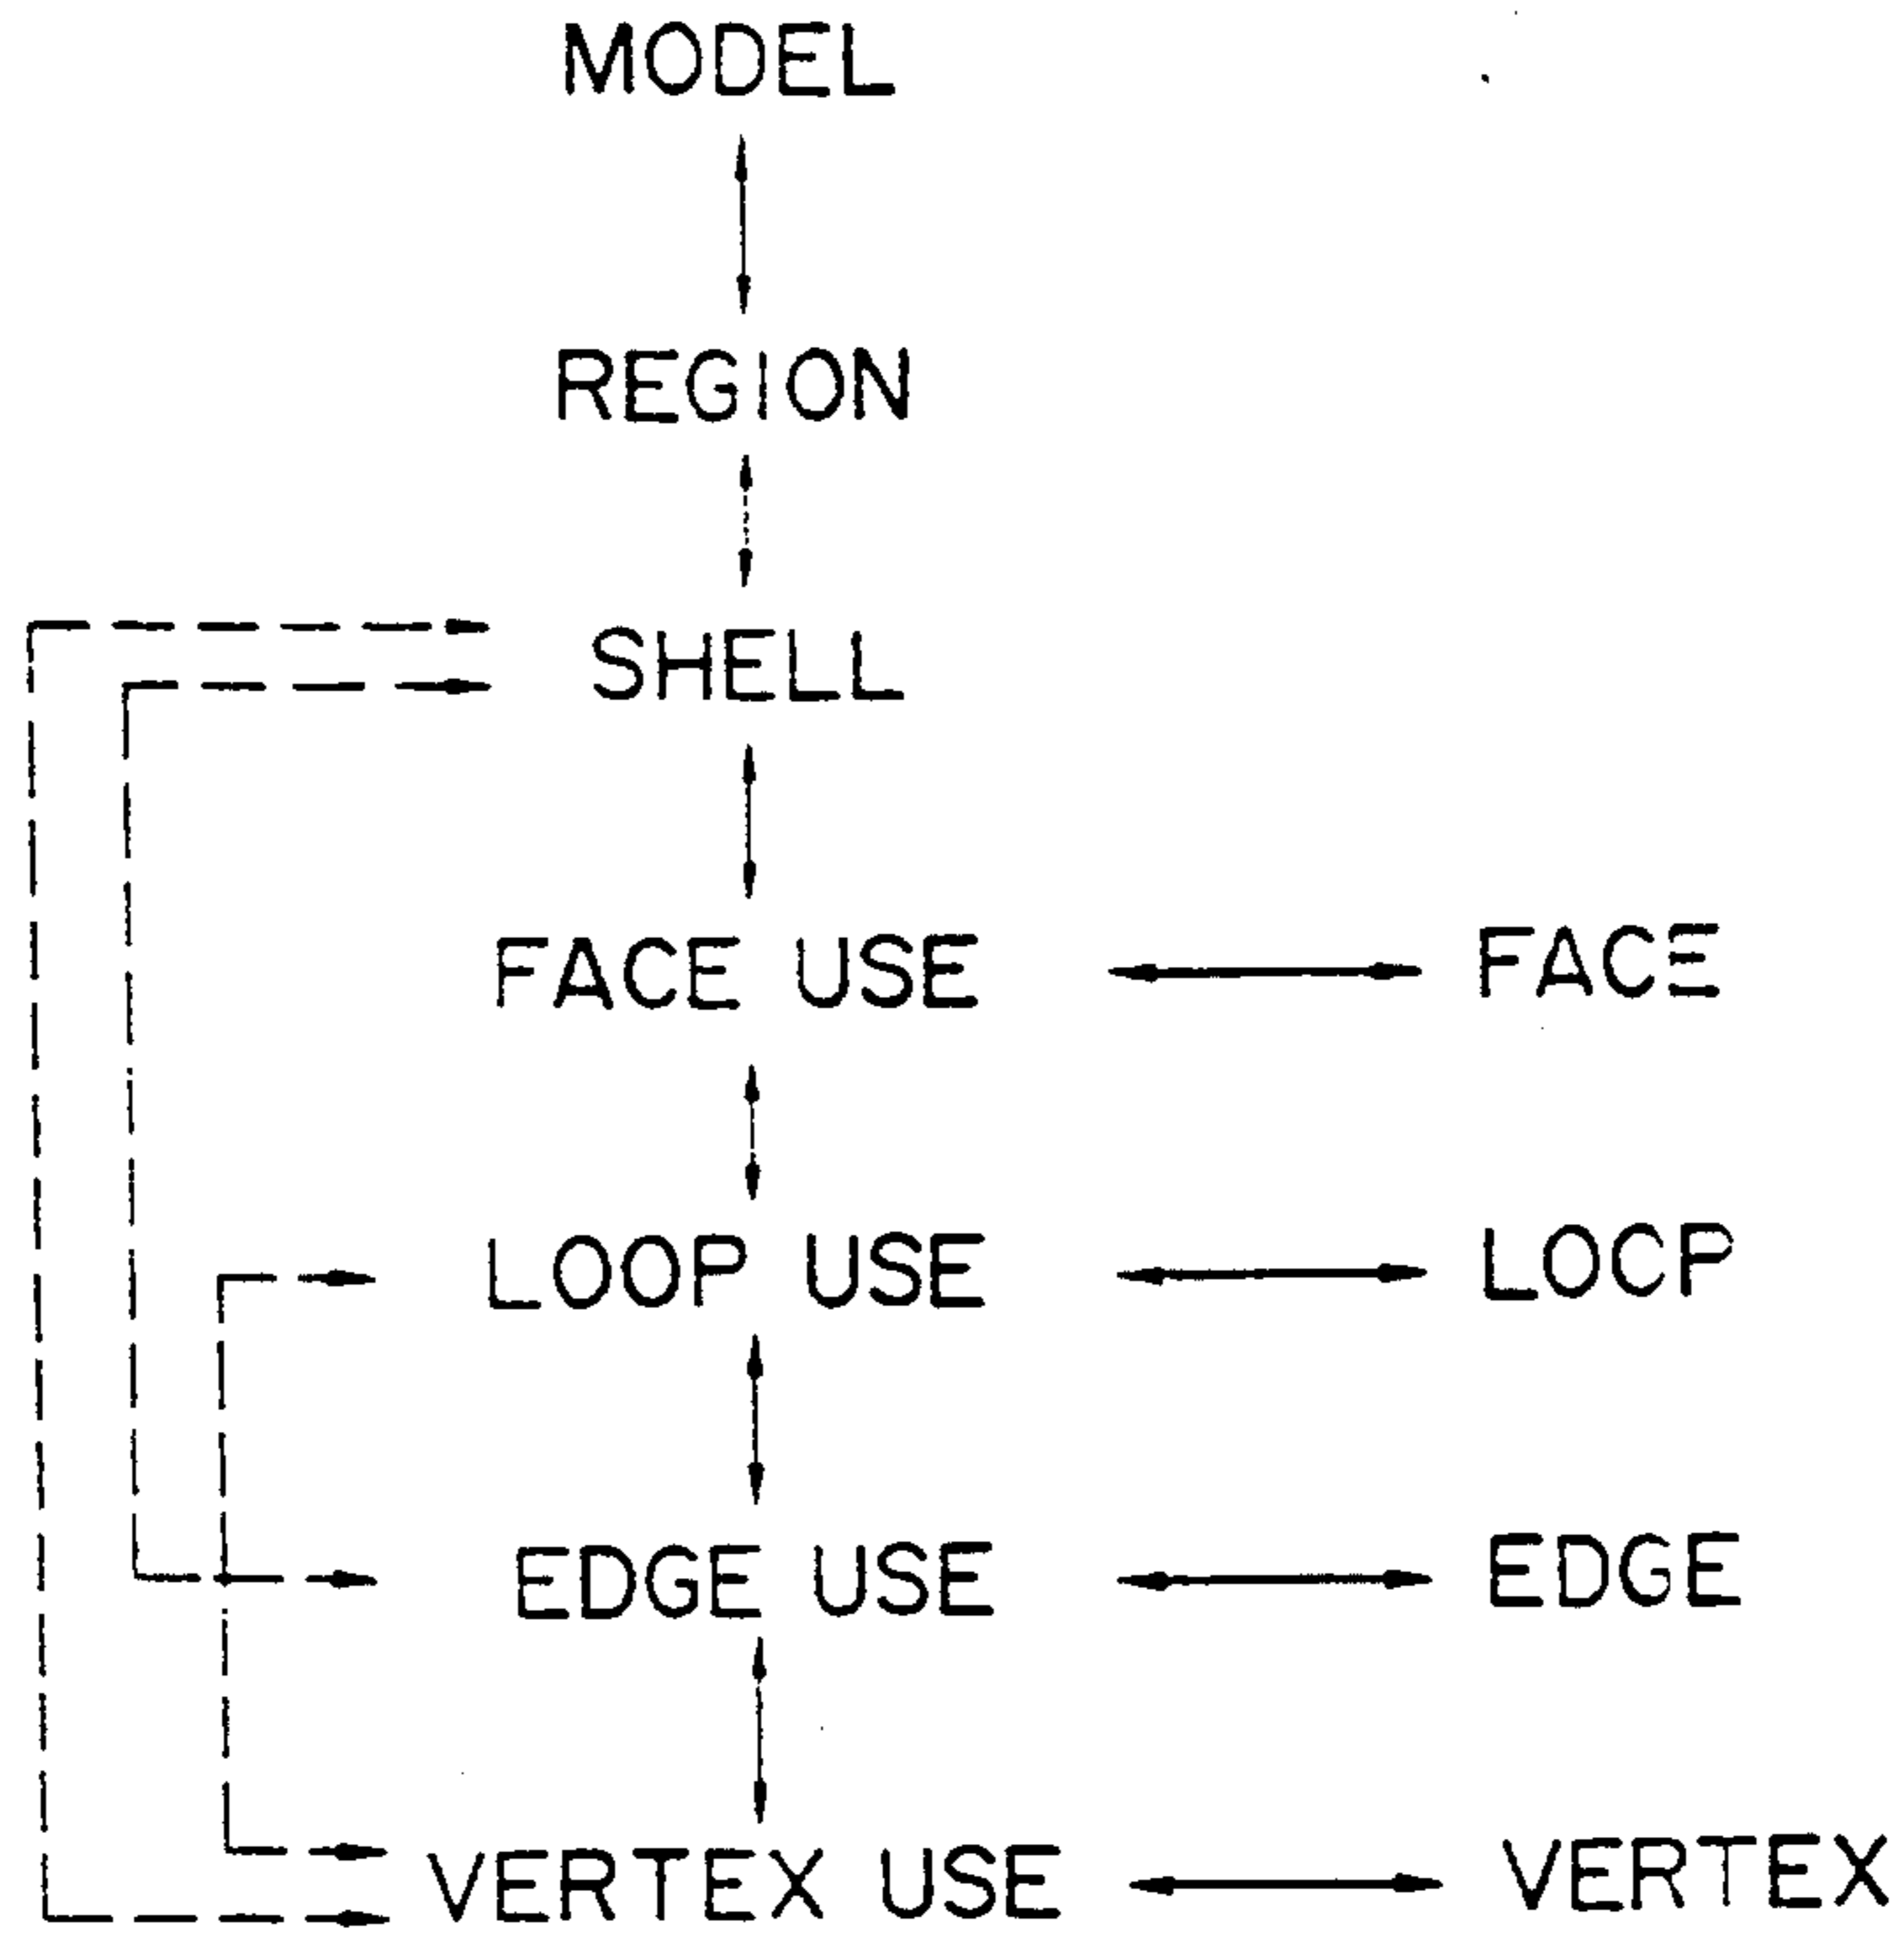 MODEL
REGION
SHELL
FACE USE FACE
LOOP USE LOCP
EDGE USE EDGE
VERTEX USE VERTEX